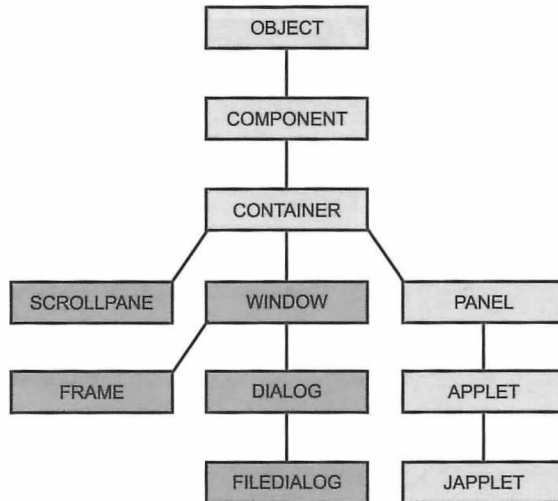 OBJECT
COMPONENT
CONTAINER
SCROLLPANE
WINDOW
PANEL
FRAME
DIALOG
APPLET
FILEDIALOG
JAPPLET